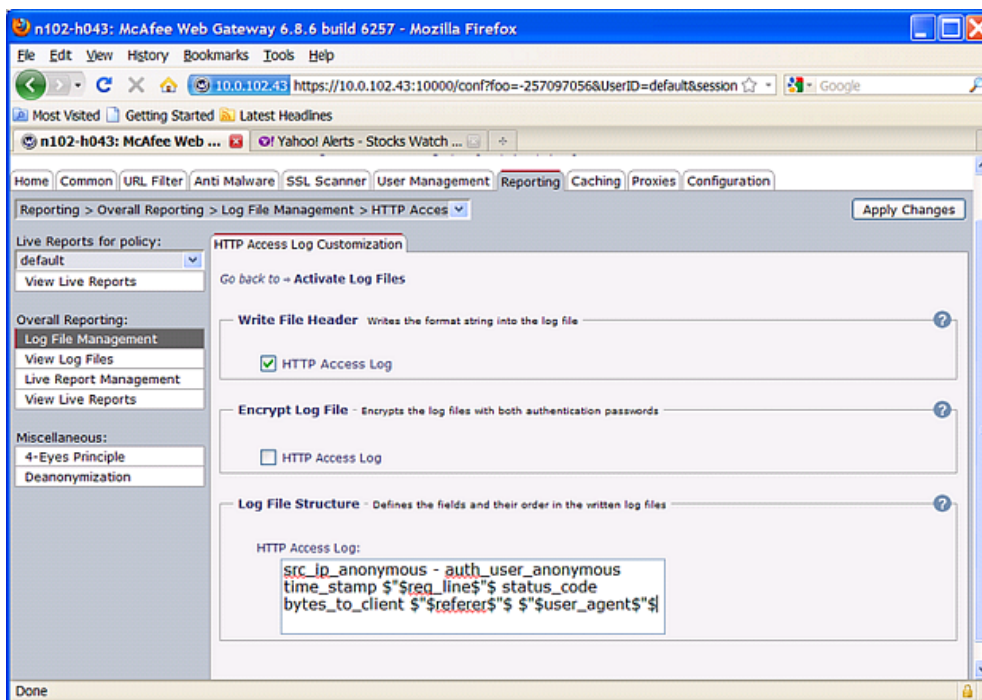 n102-h043: McAfee Web Gateway 6.8.6 build 6257 - Mozilla Firefox
File Edit View History Bookmarks Tools Help
10.0.102.43 https://10.0.102.43:10000/conf?foo=-257097056&UserID=default&session Google
Most Visited Getting Started Latest Headlines
n102-h043: McAfee Web ... Yahoo! Alerts - Stocks Watch ...
Home Common URL Filter Anti Malware SSL Scanner User Management Reporting Caching Proxies Configuration
Reporting > Overall Reporting > Log File Management > HTTP Acces Apply Changes
Live Reports for policy:
default
View Live Reports
Overall Reporting:
Log File Management
View Log Files
Live Report Management
View Live Reports
Miscellaneous:
4-Eyes Principle
Deanonymization
HTTP Access Log Customization
Go back to → Activate Log Files
Write File Header Writes the format string into the log file
HTTP Access Log
Encrypt Log File - Encrypts the log files with both authentication passwords
HTTP Access Log
Log File Structure - Defines the fields and their order in the written log files
HTTP Access Log:
src_ip_anonymous - auth_user_anonymous
time_stamp $"$req_line$"$ status_code
bytes_to_client $"$referer$"$ $"$user_agent$"$
Done